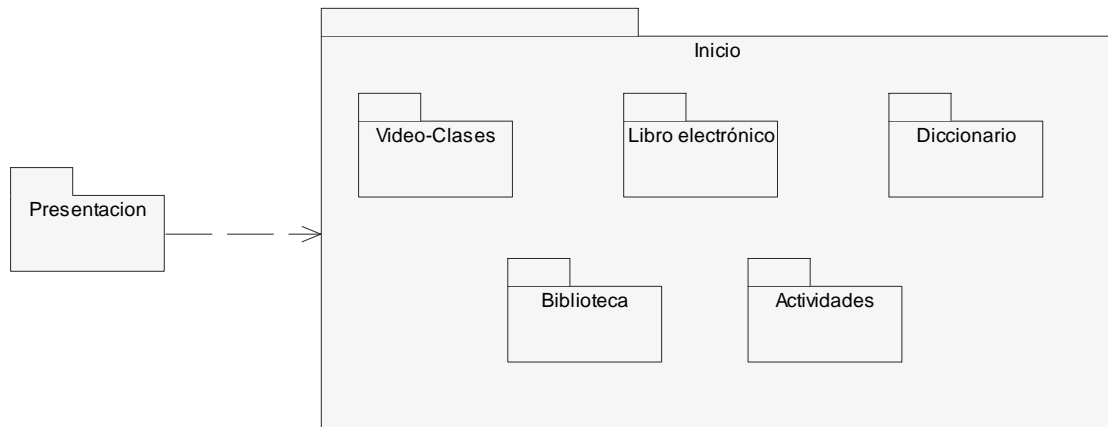 Inicio
Video-Clases
Libro electrónico
Diccionario
Presentacion
Biblioteca
Actividades